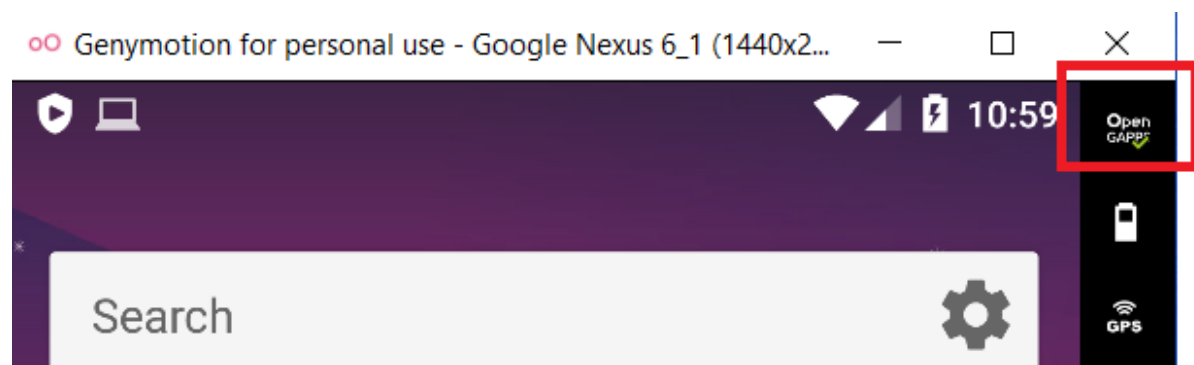 Genymotion for personal use - Google Nexus 6_1 (1440x2...
10:59
Open
GAPPS
Search
GPS